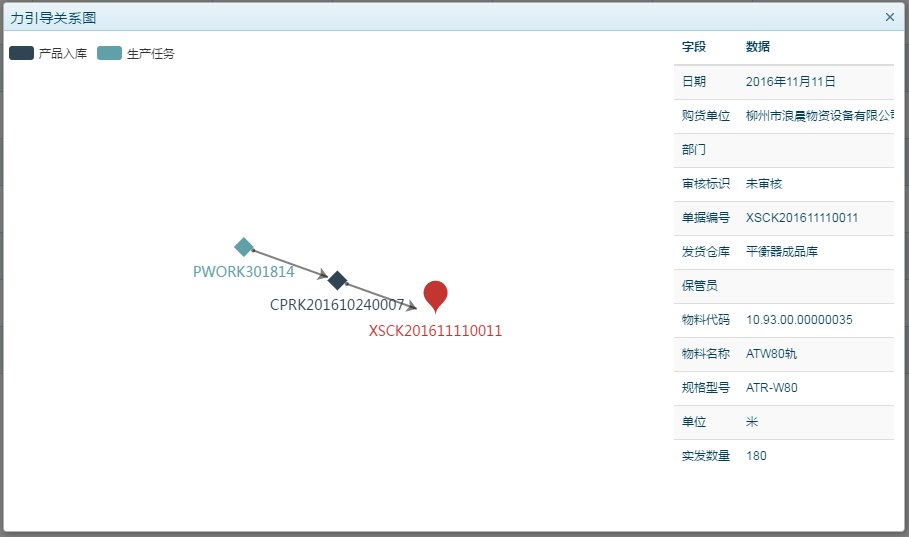 力引导关系图
产品入库 生产任务
PWORK301814
CPRK201610240007
XSCK201611110011
字段 数据
日期 2016年11月11日
购货单位 柳州市浪晨物资设备有限公司
部门
审核标识 未审核
单据编号 XSCK201611110011
发货仓库 平衡器成品库
保管员
物料代码 10.93.00.00000035
物料名称 ATW80轨
规格型号 ATR-W80
单位 米
实发数量 180